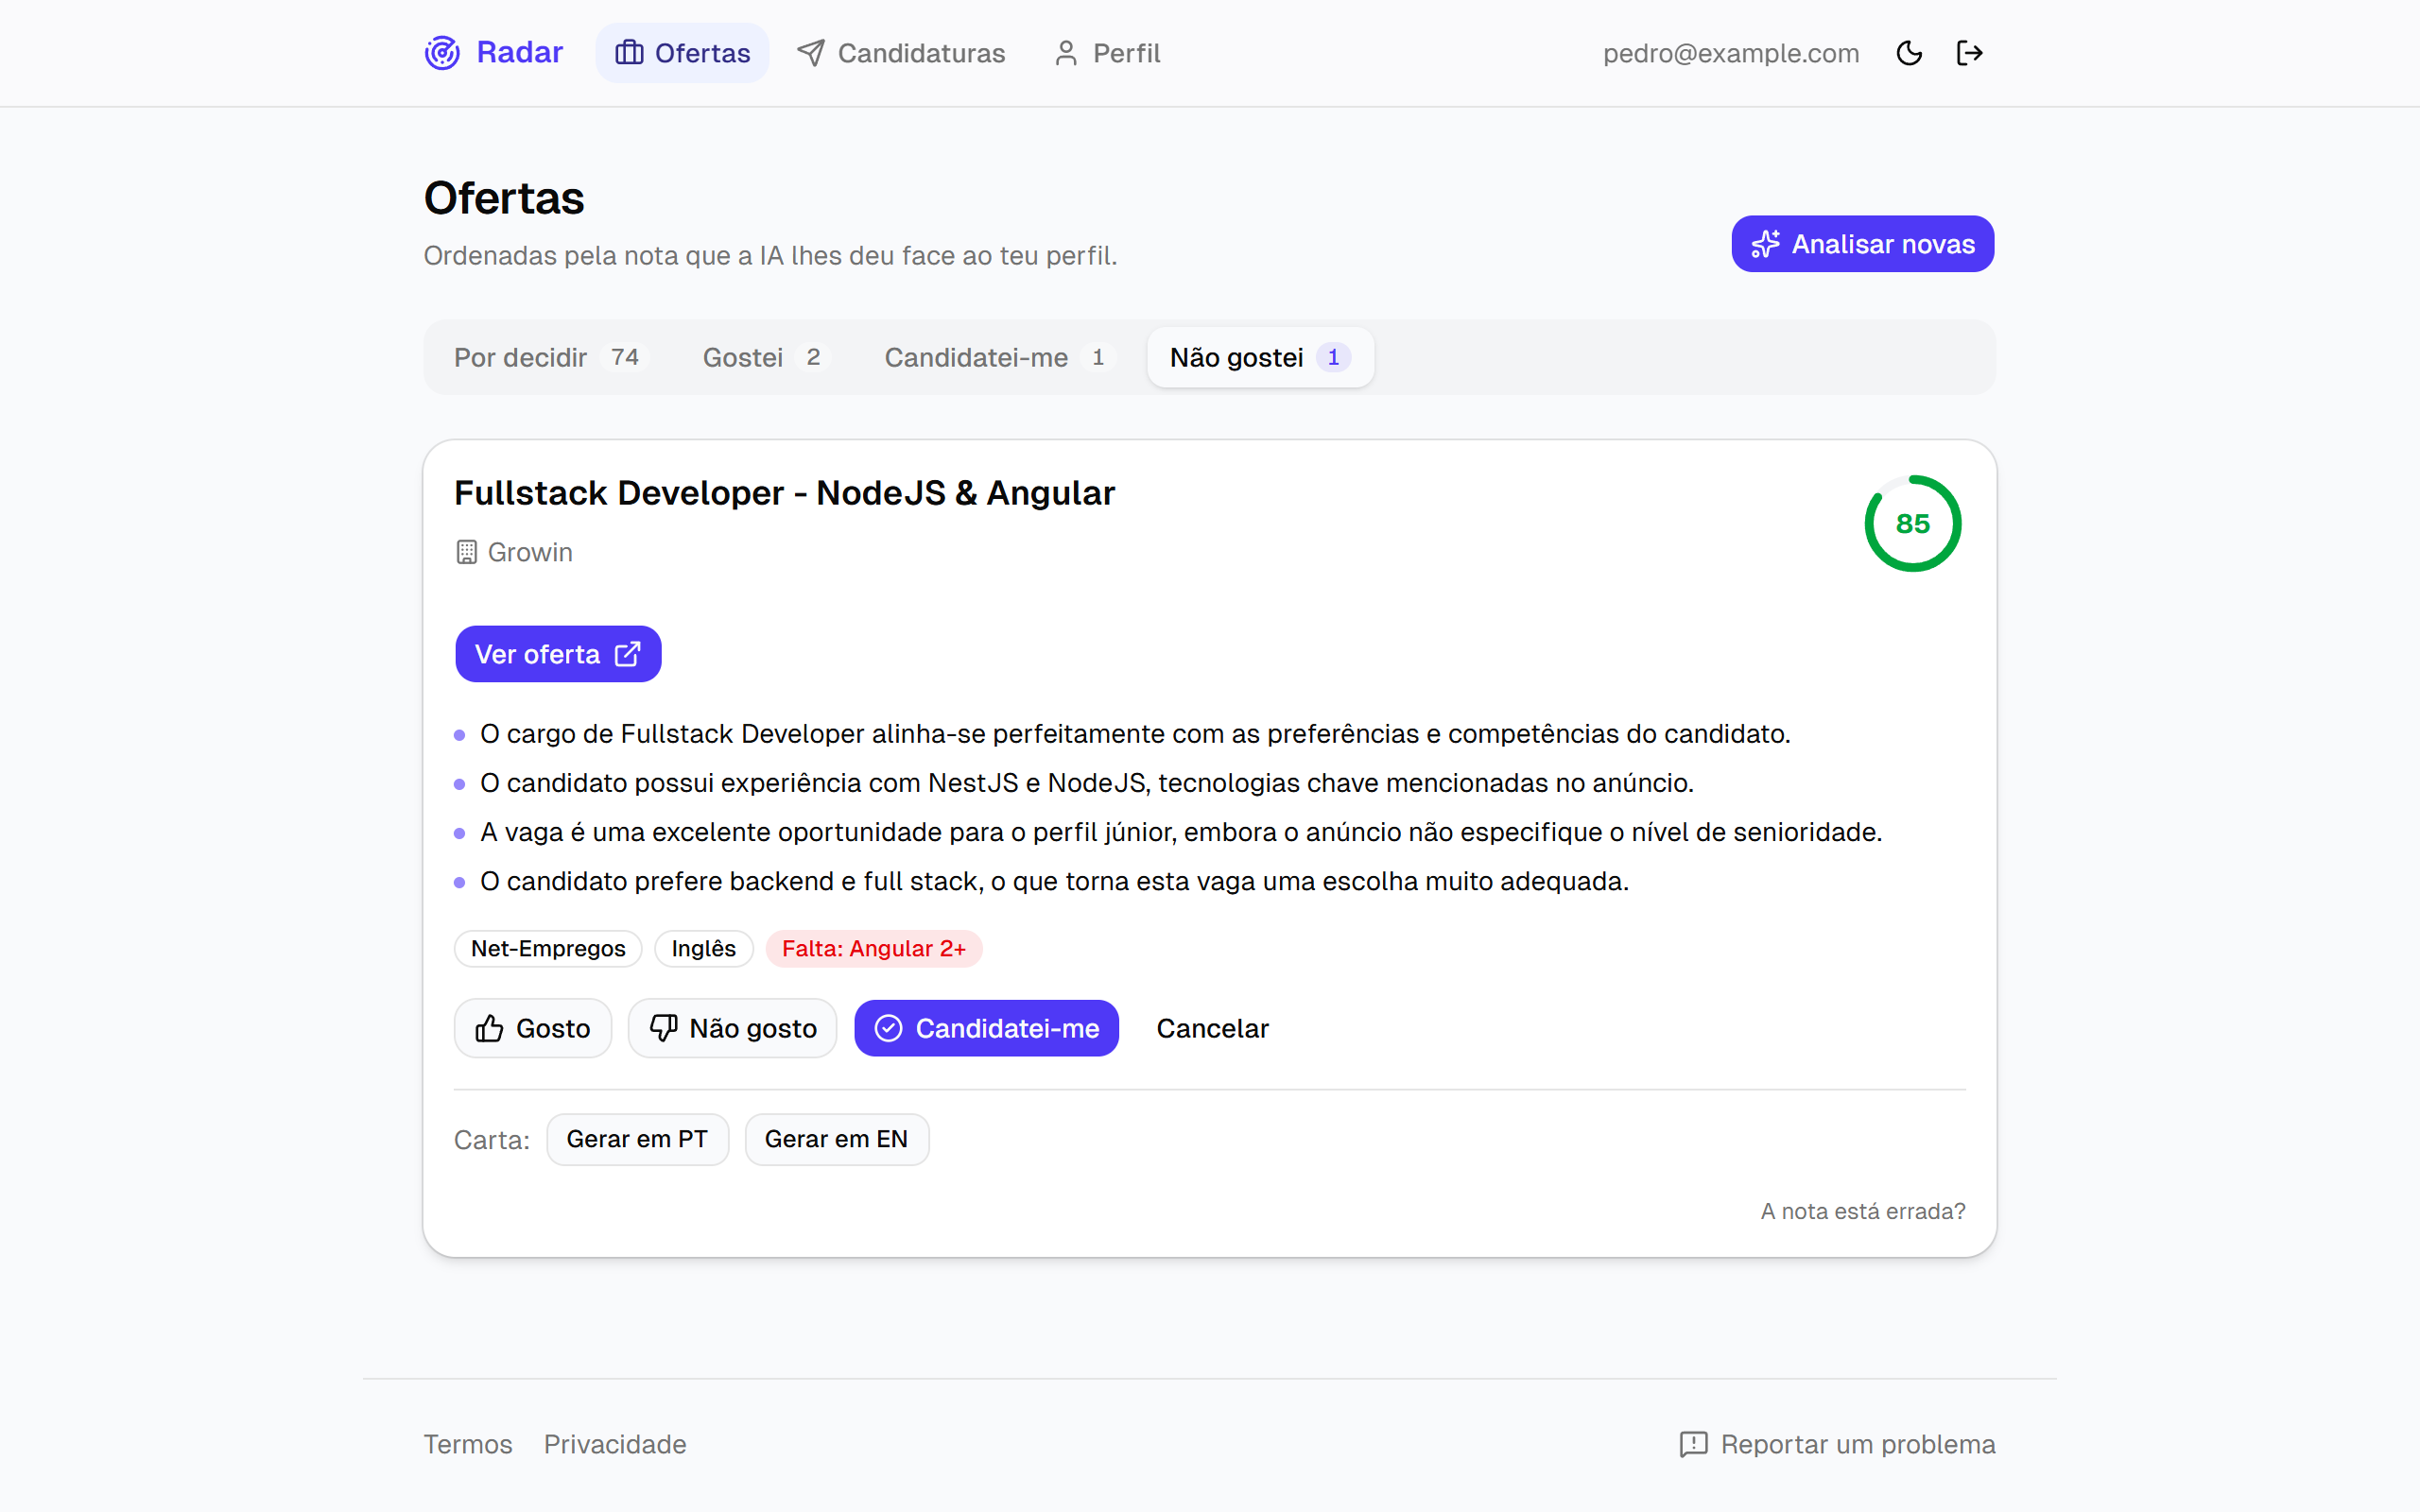 Radar Ofertas Candidaturas Perfil pedro@example.com
Ofertas
Ordenadas pela nota que a IA lhes deu face ao teu perfil.
Analisar novas
Por decidir 74 Gostei 2 Candidatei-me 1 Não gostei 1
Fullstack Developer - NodeJS & Angular
85
Growin
Ver oferta
O cargo de Fullstack Developer alinha-se perfeitamente com as preferências e competências do candidato.
O candidato possui experiência com NestJS e NodeJS, tecnologias chave mencionadas no anúncio.
A vaga é uma excelente oportunidade para o perfil júnior, embora o anúncio não especifique o nível de senioridade.
O candidato prefere backend e full stack, o que torna esta vaga uma escolha muito adequada.
Net-Empregos Inglês Falta: Angular 2+
Gosto Não gosto Candidatei-me Cancelar
Carta: Gerar em PT Gerar em EN
A nota está errada?
Termos Privacidade Reportar um problema